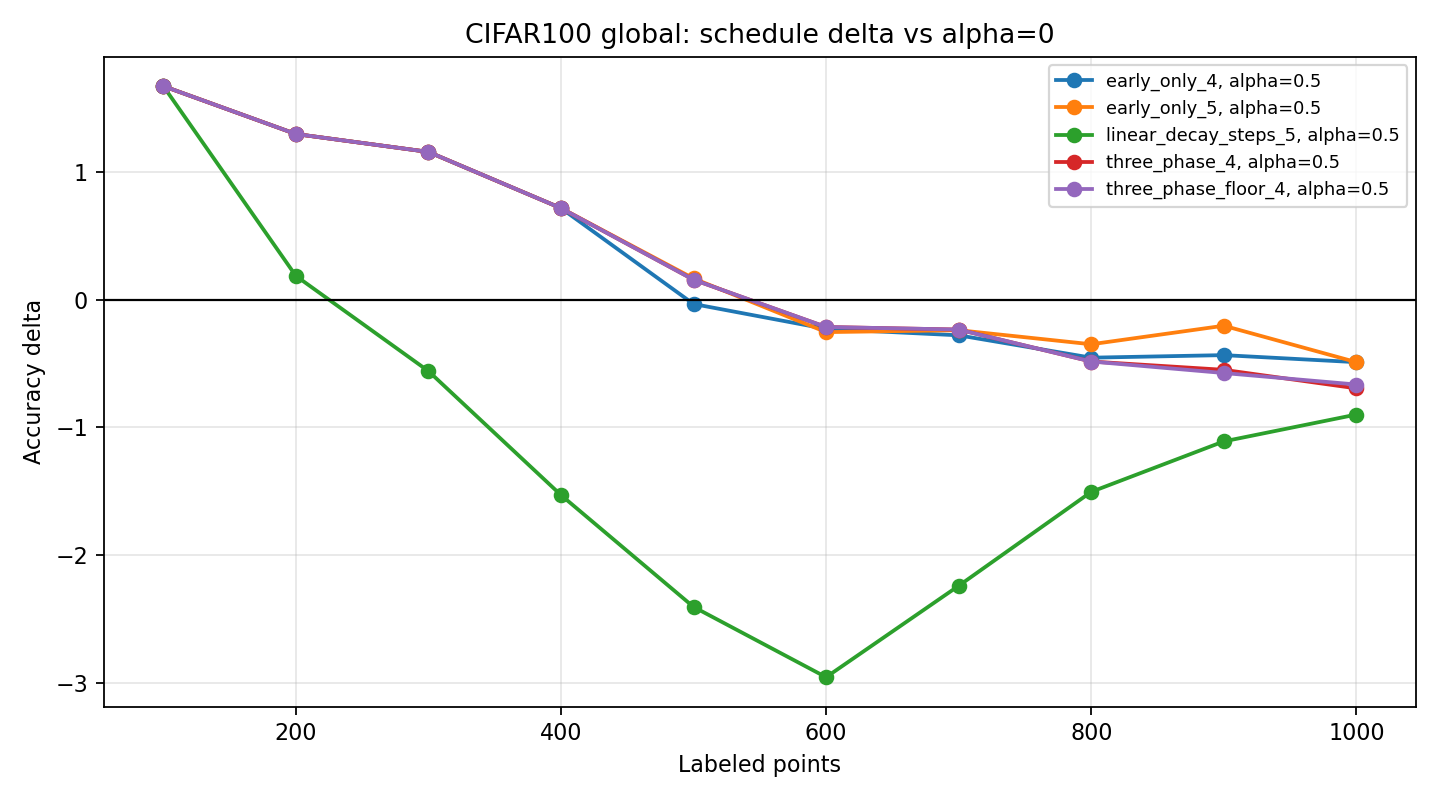 CIFAR100 global: schedule delta vs alpha=0
early_only_4, alpha=0.5
early_only_5, alpha=0.5
linear_decay_steps_5, alpha=0.5
three_phase_4, alpha=0.5
three_phase_floor_4, alpha=0.5
Accuracy delta
1
0
−1
−2
−3
200 400 600 800 1000
Labeled points